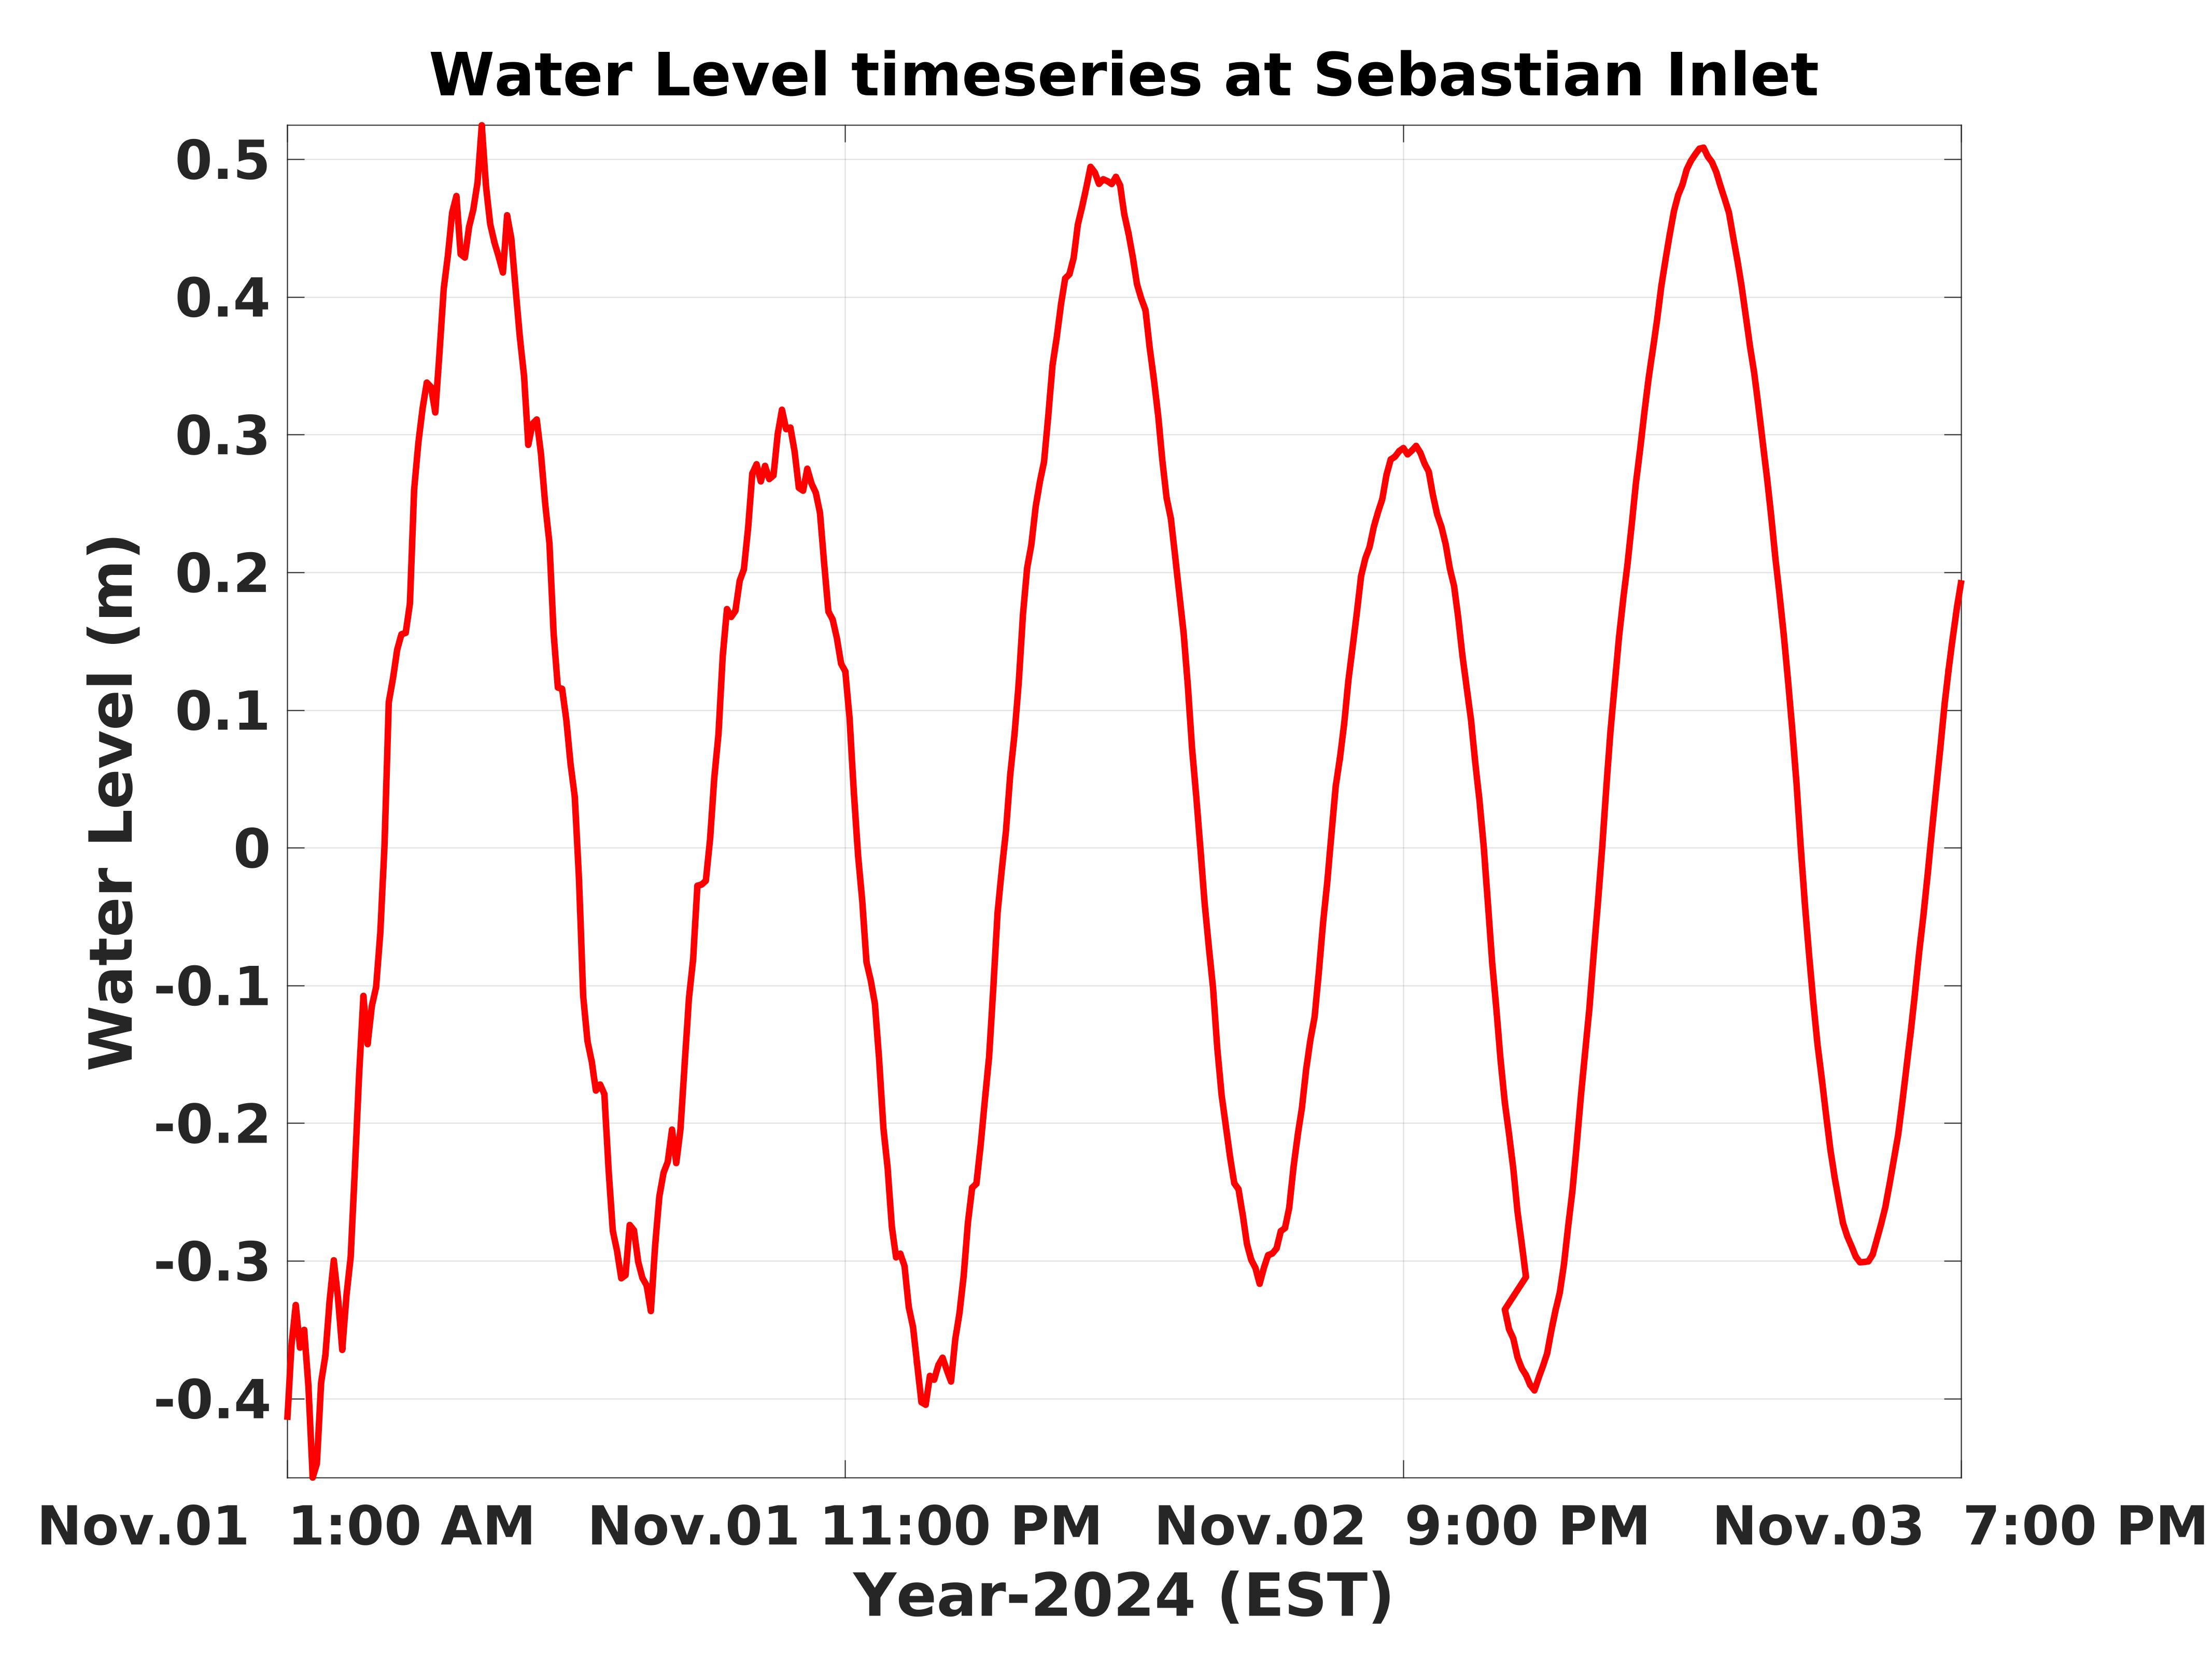 Water Level timeseries at Sebastian Inlet
Water Level (m)
0.5
0.4
0.3
0.2
0.1
0
-0.1
-0.2
-0.3
-0.4
Nov.01 1:00 AM Nov.01 11:00 PM Nov.02 9:00 PM Nov.03 7:00 PM
Year-2024 (EST)